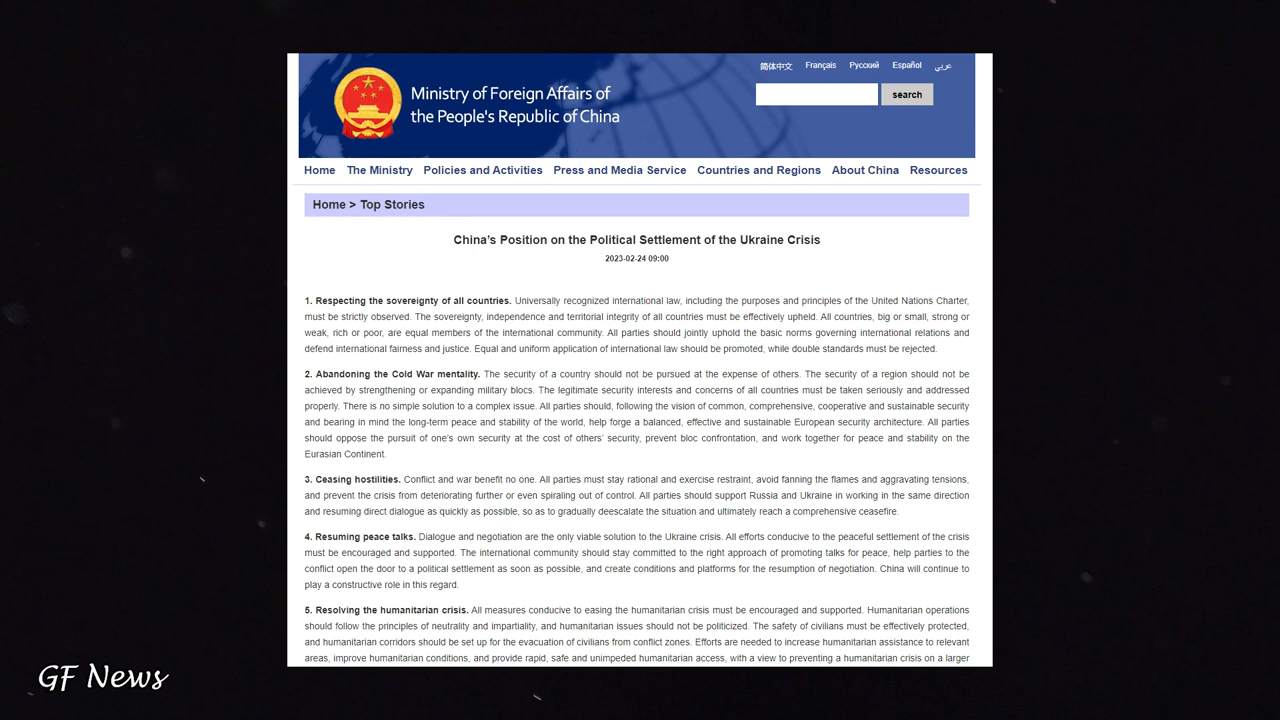 简体中文 Français Русский Español عربي
Ministry of Foreign Affairs of
the People's Republic of China
search
Home The Ministry Policies and Activities Press and Media Service Countries and Regions About China Resources
Home > Top Stories
China's Position on the Political Settlement of the Ukraine Crisis
2023-02-24 09:00
1. Respecting the sovereignty of all countries. Universally recognized international law, including the purposes and principles of the United Nations Charter,
must be strictly observed. The sovereignty, independence and territorial integrity of all countries must be effectively upheld. All countries, big or small, strong or
weak, rich or poor, are equal members of the international community. All parties should jointly uphold the basic norms governing international relations and
defend international fairness and justice. Equal and uniform application of international law should be promoted, while double standards must be rejected.
2. Abandoning the Cold War mentality. The security of a country should not be pursued at the expense of others. The security of a region should not be
achieved by strengthening or expanding military blocs. The legitimate security interests and concerns of all countries must be taken seriously and addressed
properly. There is no simple solution to a complex issue. All parties should, following the vision of common, comprehensive, cooperative and sustainable security
and bearing in mind the long-term peace and stability of the world, help forge a balanced, effective and sustainable European security architecture. All parties
should oppose the pursuit of one's own security at the cost of others' security, prevent bloc confrontation, and work together for peace and stability on the
Eurasian Continent.
3. Ceasing hostilities. Conflict and war benefit no one. All parties must stay rational and exercise restraint, avoid fanning the flames and aggravating tensions,
and prevent the crisis from deteriorating further or even spiraling out of control. All parties should support Russia and Ukraine in working in the same direction
and resuming direct dialogue as quickly as possible, so as to gradually deescalate the situation and ultimately reach a comprehensive ceasefire.
4. Resuming peace talks. Dialogue and negotiation are the only viable solution to the Ukraine crisis. All efforts conducive to the peaceful settlement of the crisis
must be encouraged and supported. The international community should stay committed to the right approach of promoting talks for peace, help parties to the
conflict open the door to a political settlement as soon as possible, and create conditions and platforms for the resumption of negotiation. China will continue to
play a constructive role in this regard.
5. Resolving the humanitarian crisis. All measures conducive to easing the humanitarian crisis must be encouraged and supported. Humanitarian operations
should follow the principles of neutrality and impartiality, and humanitarian issues should not be politicized. The safety of civilians must be effectively protected,
and humanitarian corridors should be set up for the evacuation of civilians from conflict zones. Efforts are needed to increase humanitarian assistance to relevant
areas, improve humanitarian conditions, and provide rapid, safe and unimpeded humanitarian access, with a view to preventing a humanitarian crisis on a larger
GF News